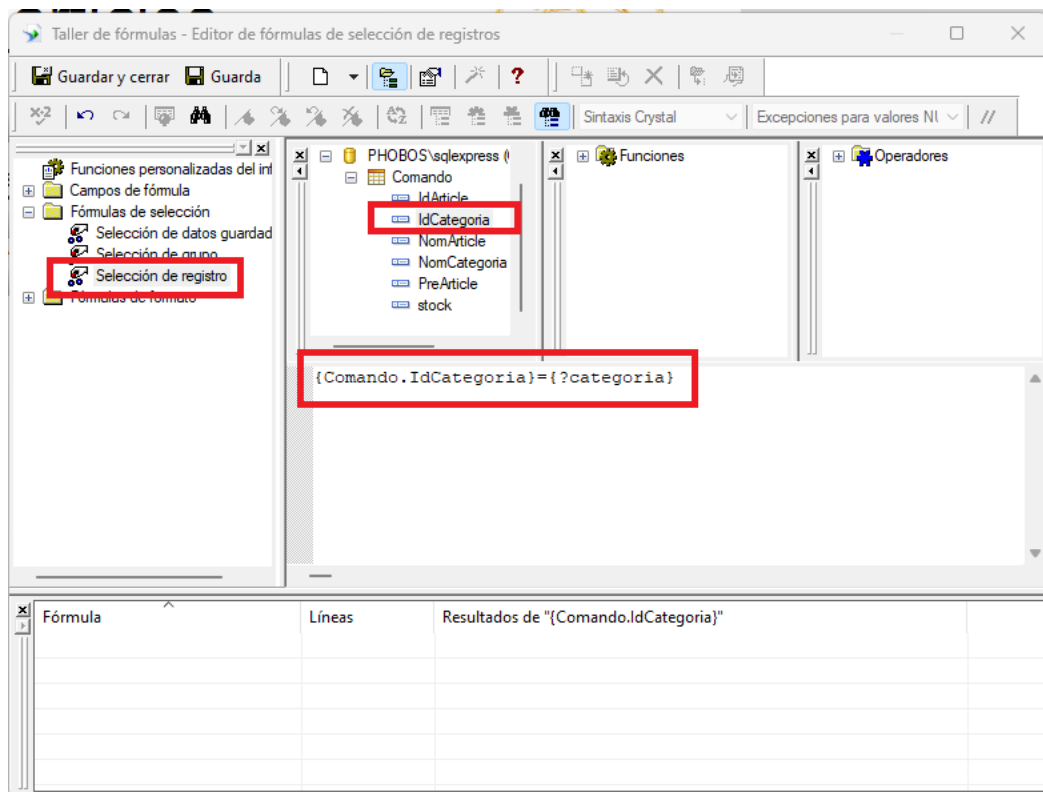 Taller de fórmulas - Editor de fórmulas de selección de registros
Guardar y cerrar Guarda
Sintaxis Crystal Excepciones para valores NU //
Funciones personalizadas del inf
Campos de fórmula
Fórmulas de selección
Selección de datos guardad
Selección de grupo
Selección de registro
Fórmulas de formato
PHOBOS\sqlexpress (
Comando
IdArticle
IdCategoria
NomArticle
NomCategoria
PreArticle
stock
Funciones
Operadores
{Comando.IdCategoria}={?categoria}
Fórmula Líneas Resultados de "{Comando.IdCategoria}"